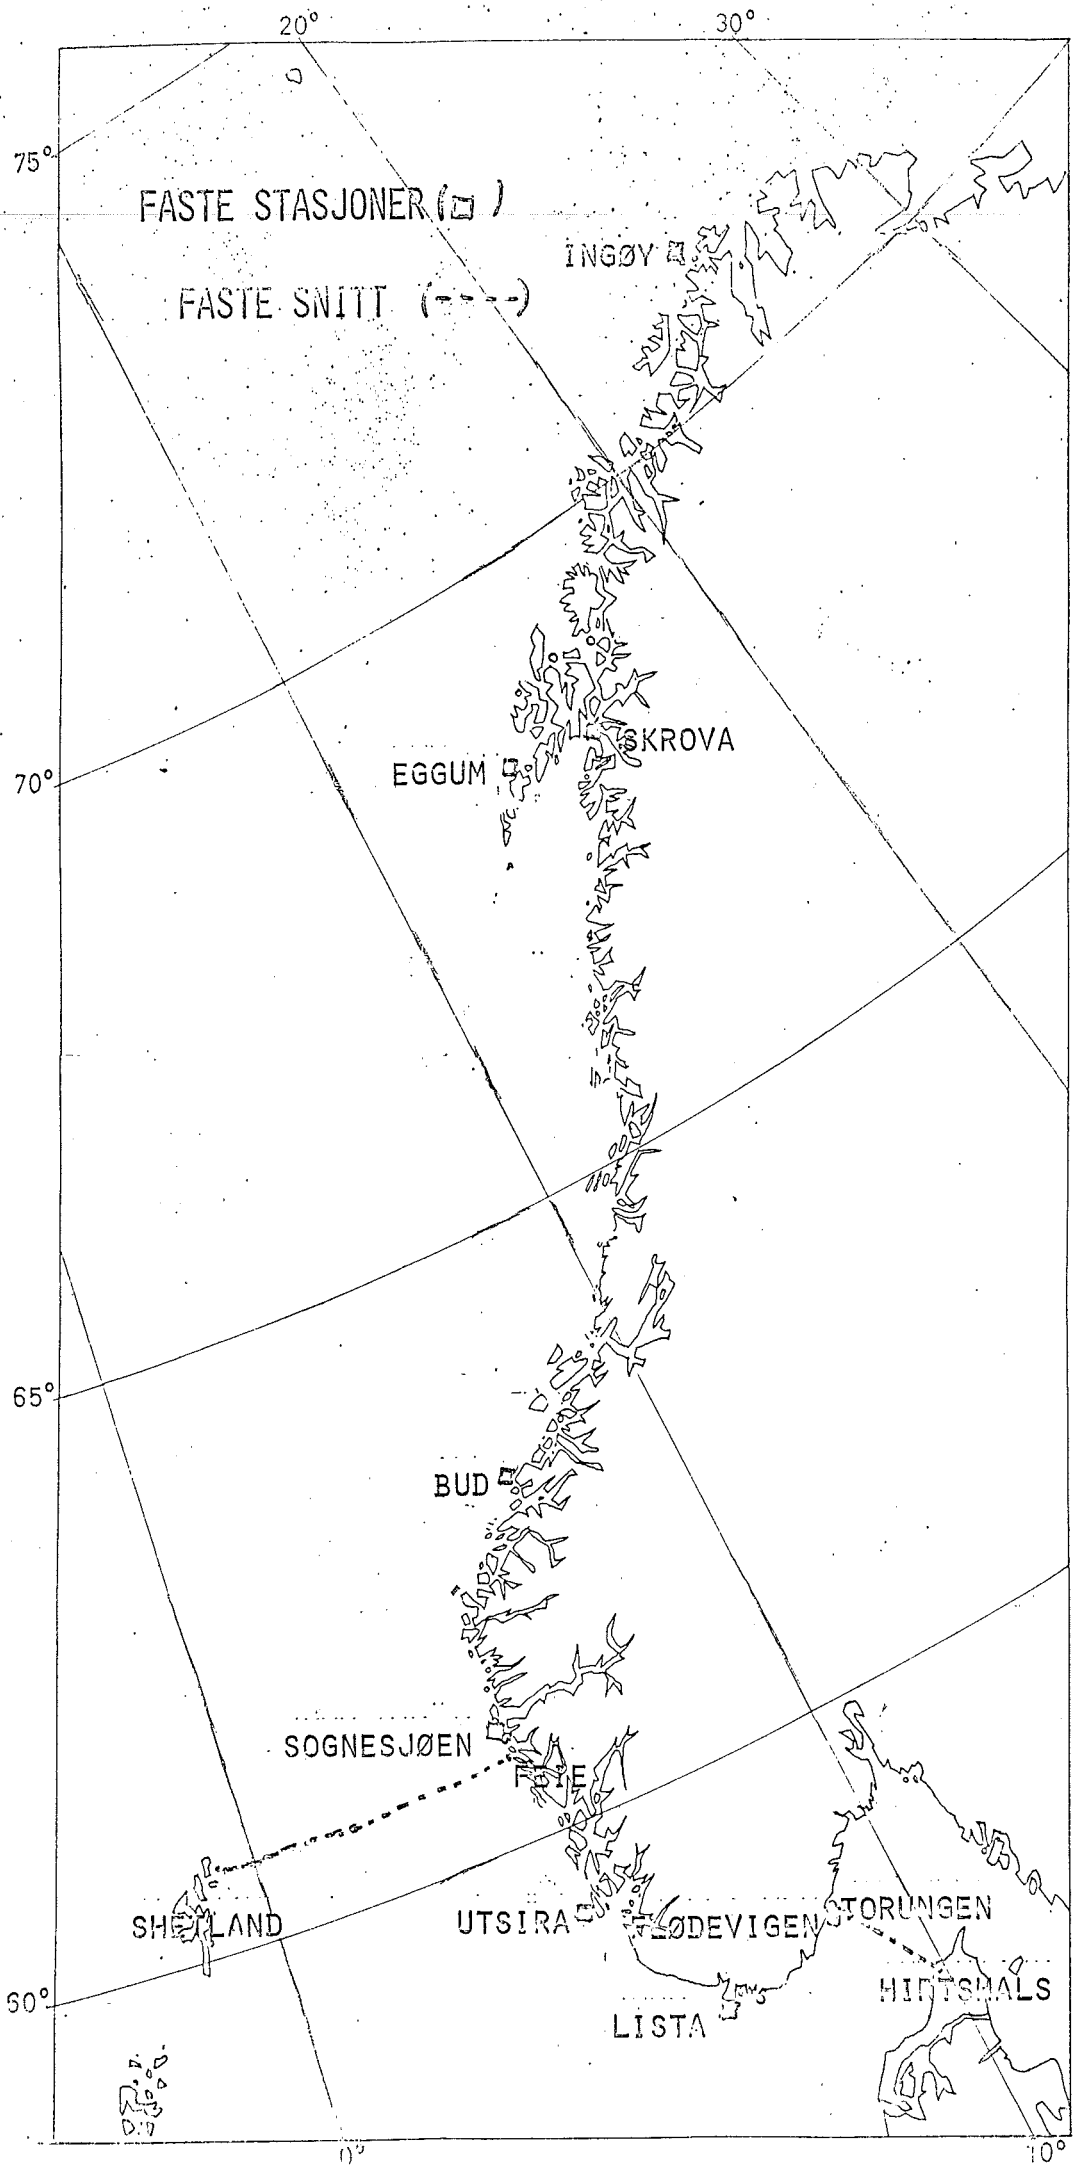 20° 30°
75°
FASTE STASJONER ( )
INGØY
FASTE SNITT (----)
SKROVA
EGGUM
70°
65°
BUD
SOGNESJØEN
FEIE
SHETLAND UTSIRA FLØDEVIGEN STORUNGEN
HIRTSHALS
60°
LISTA
0° 10°